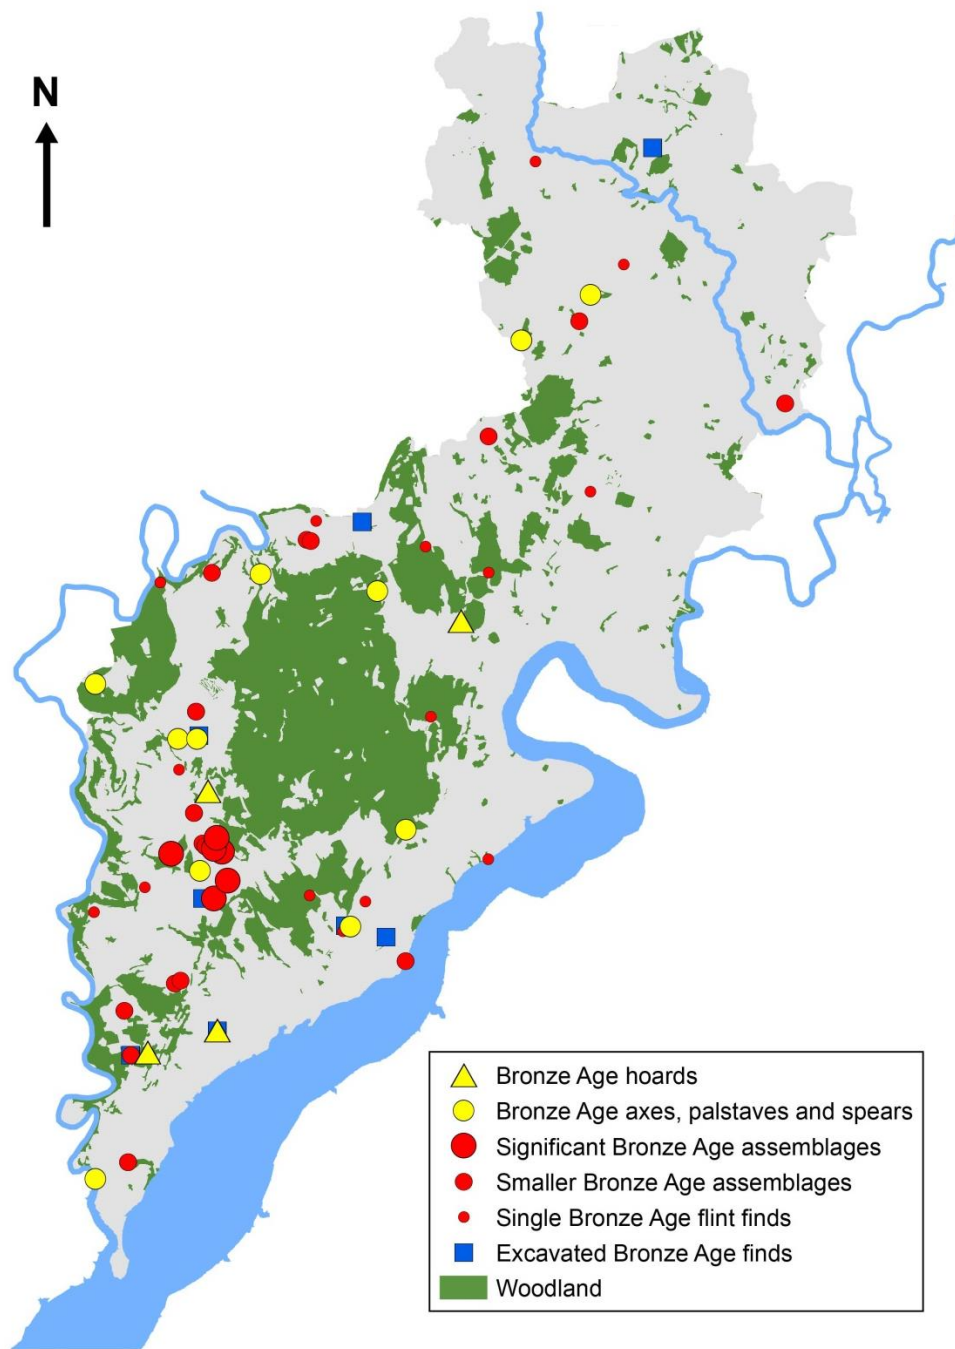 N
Bronze Age hoards
Bronze Age axes, palstaves and spears
Significant Bronze Age assemblages
Smaller Bronze Age assemblages
Single Bronze Age flint finds
Excavated Bronze Age finds
Woodland